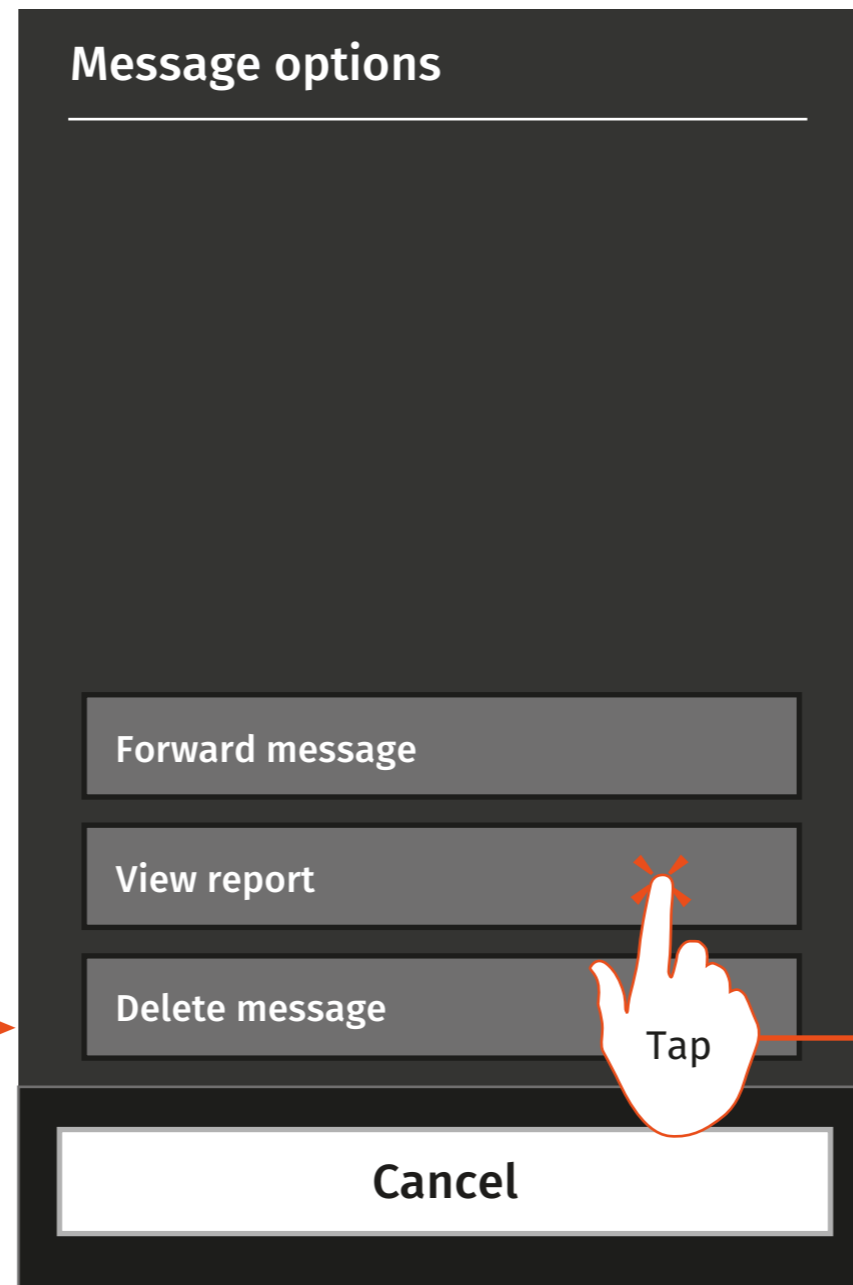 Message options
Forward message
View report
Delete message
Tap
Cancel